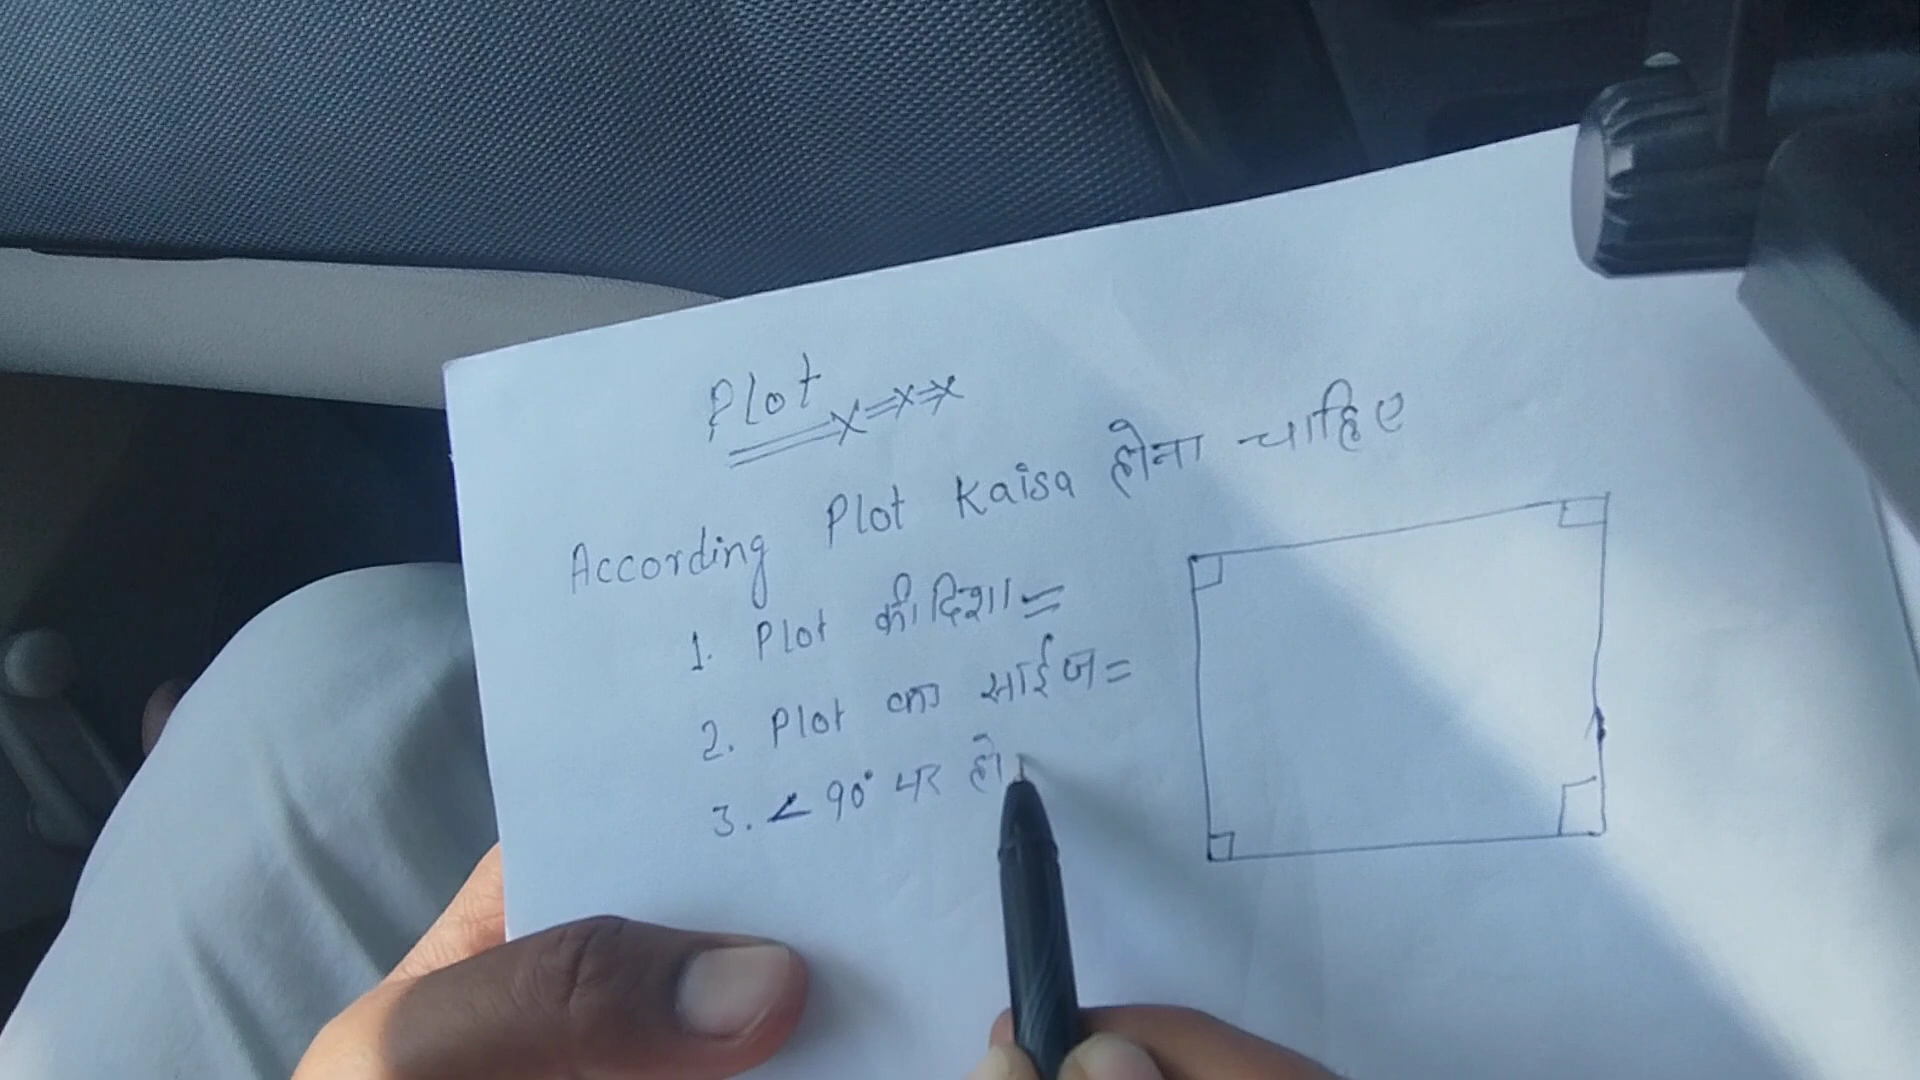 Plot
According Plot Kaisa होना चाहिए
1. Plot की दिशा =
2. Plot का साईज =
3. ∠ 90° पर हो